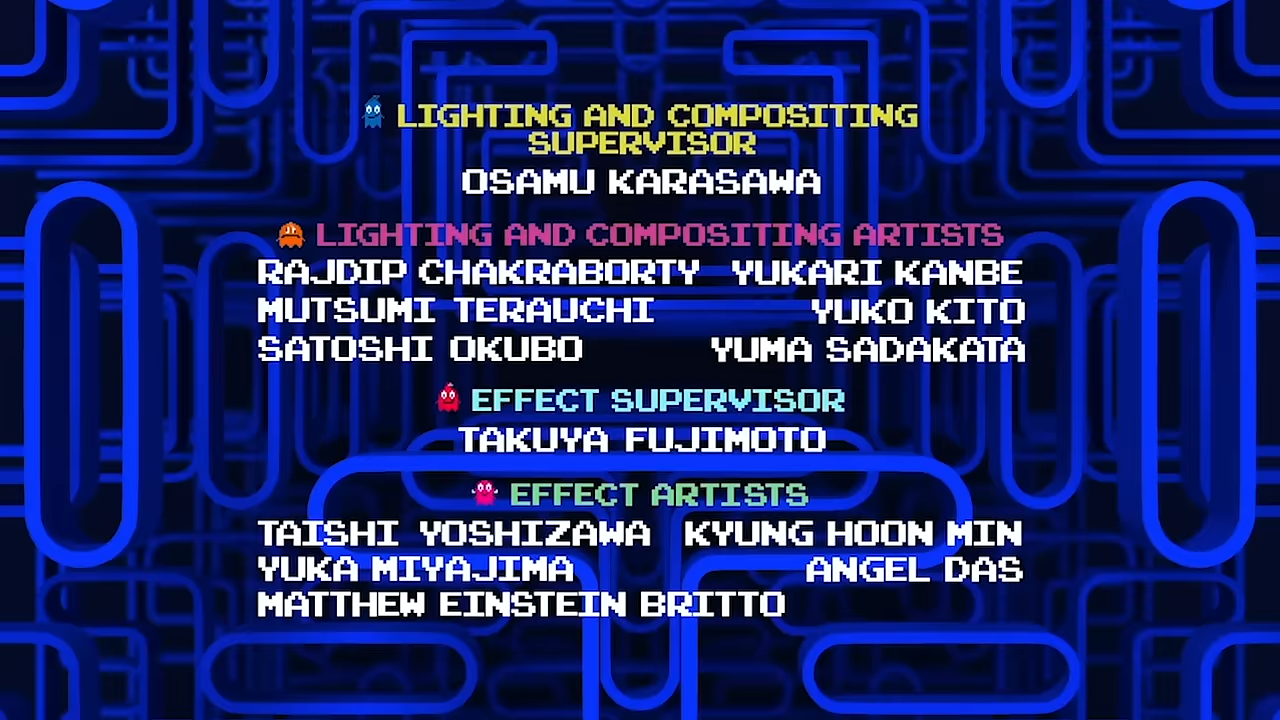 LIGHTING AND COMPOSITING
SUPERVISOR
OSAMU KARASAWA
LIGHTING AND COMPOSITING ARTISTS
RAJDIP CHAKRABORTY YUKARI KANBE
MUTSUMI TERAUCHI YUKO KITO
SATOSHI OKUBO YUMA SADAKATA
EFFECT SUPERVISOR
TAKUYA FUJIMOTO
EFFECT ARTISTS
TAISHI YOSHIZAWA KYUNG HOON MIN
YUKA MIYAJIMA ANGEL DAS
MATTHEW EINSTEIN BRITTO